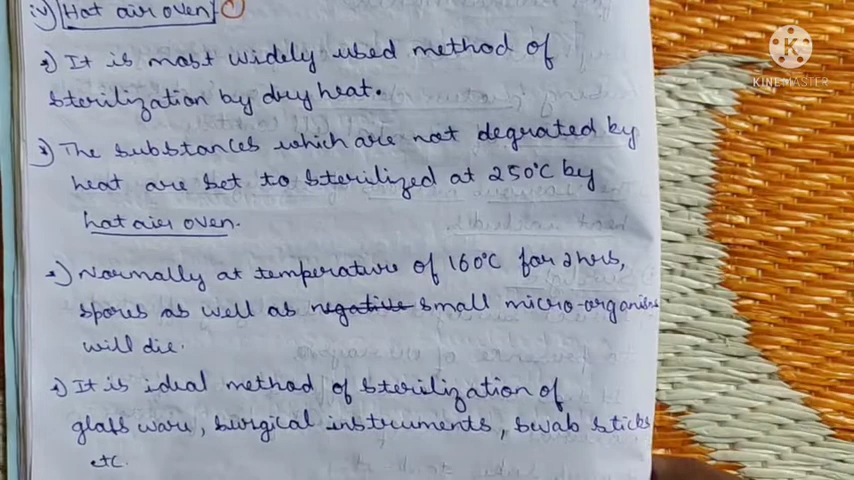 iv) Hot air oven
*) It is most widely used method of
sterilization by dry heat.
*) The substances which are not degrated by
heat are set to sterilized at 250°C by
hot air oven.
*) Normally at temperature of 160°C for 2 hrs,
spores as well as negative small micro-organisms
will die.
*) It is ideal method of sterilization of
glass ware, surgical instruments, swab sticks
etc.
K
KINEMASTER